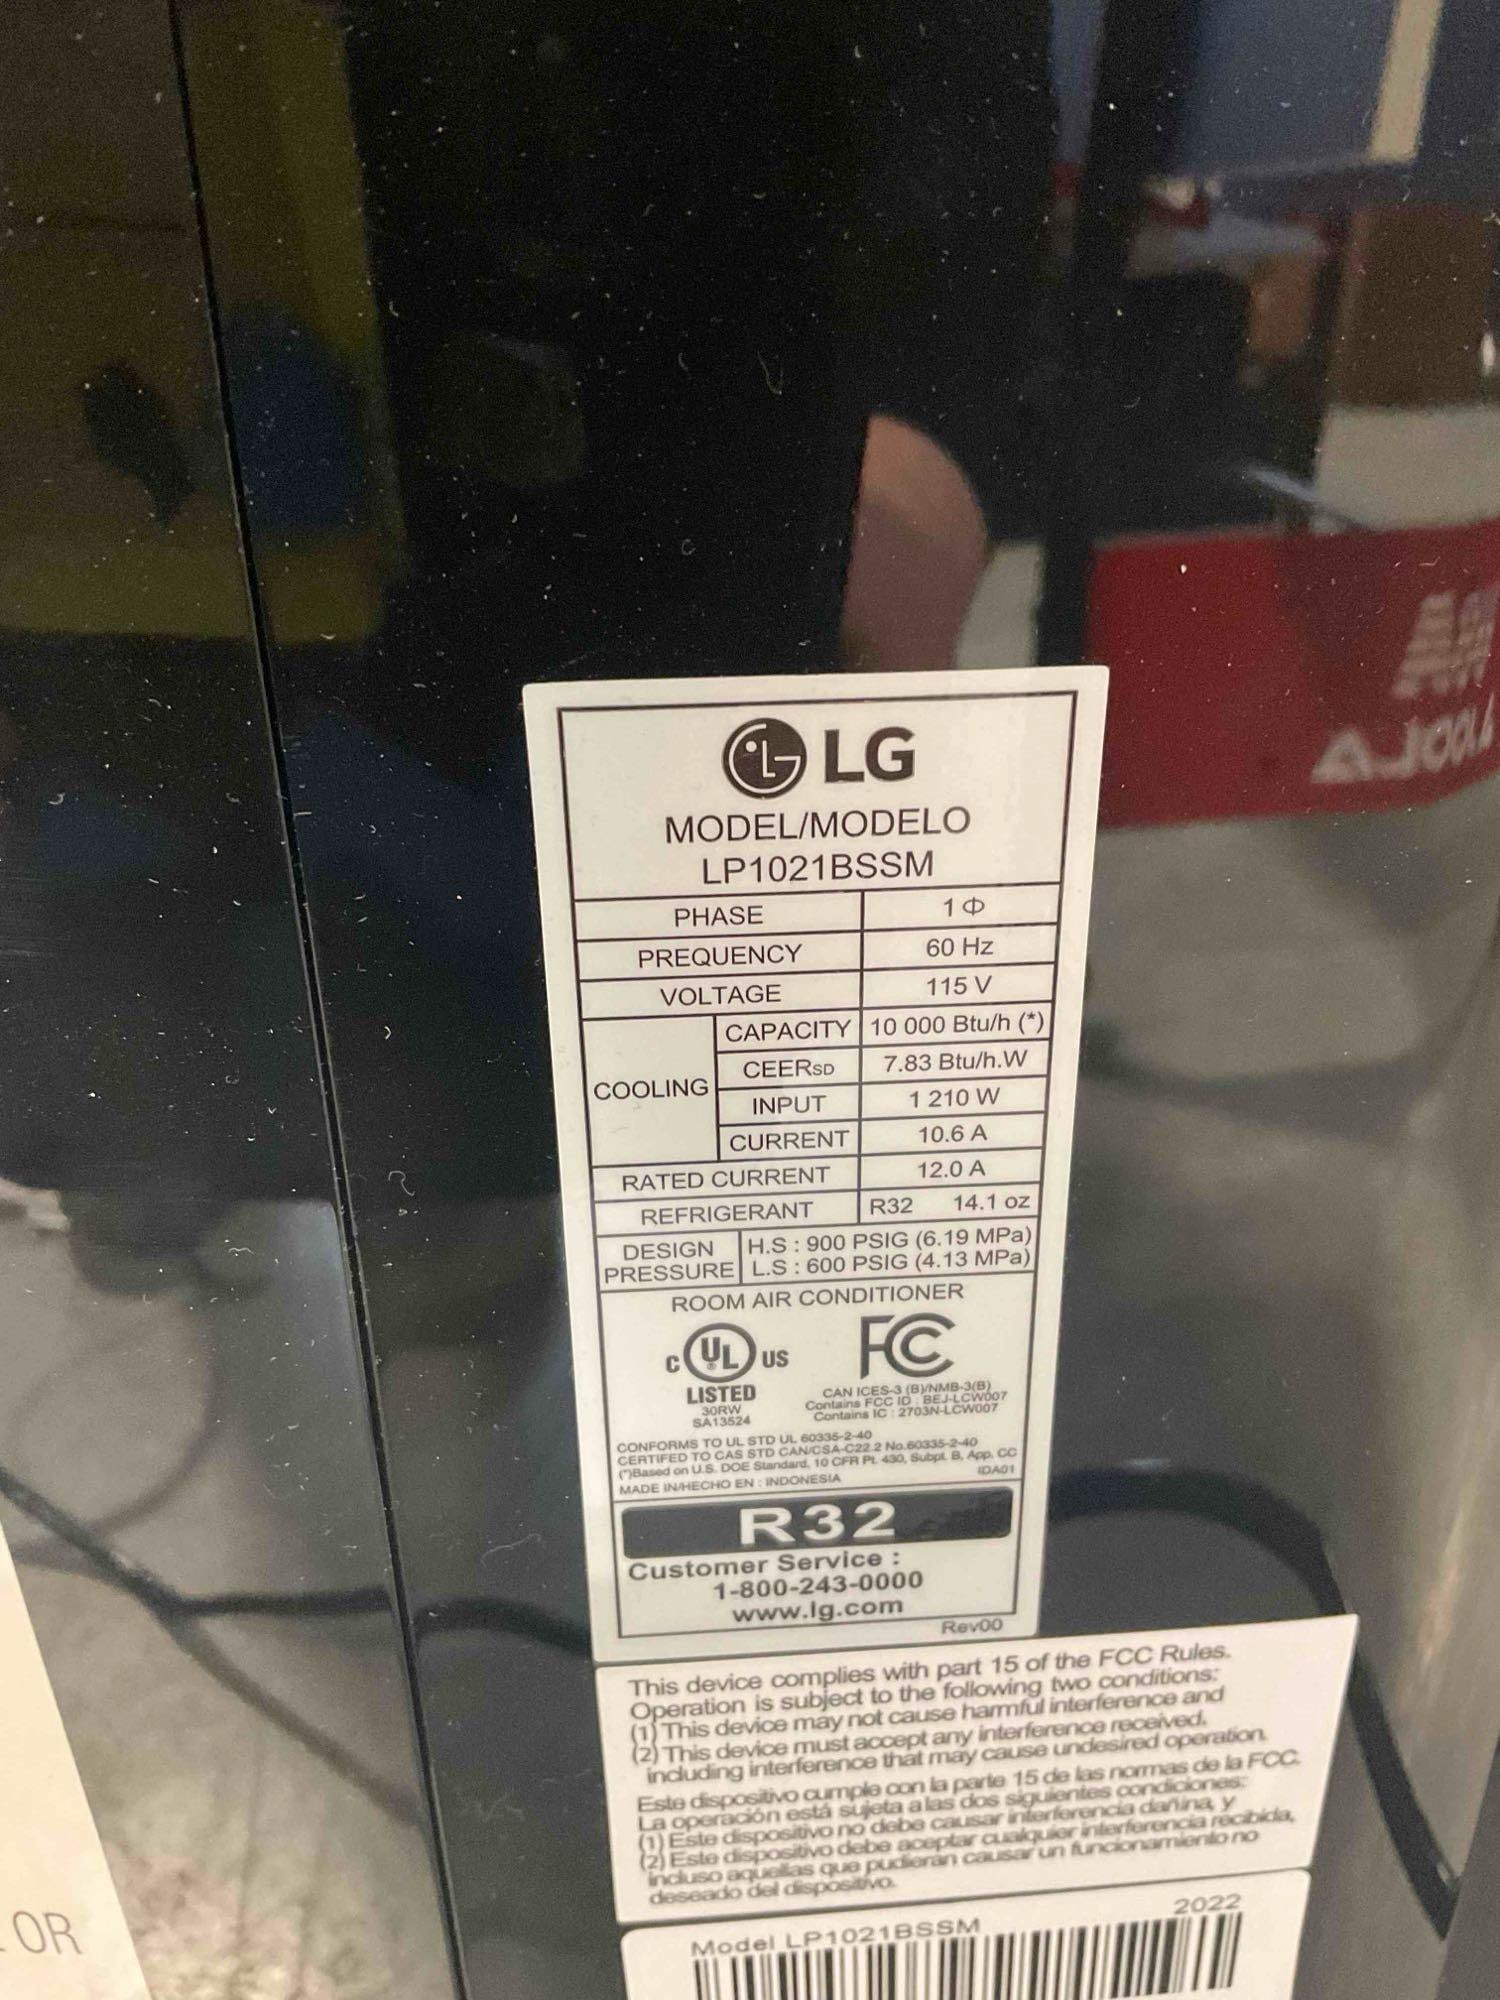 LG
MODEL/MODELO
LP1021BSSM
PHASE 1Φ
PREQUENCY 60 Hz
VOLTAGE 115 V
COOLING
CAPACITY 10 000 Btu/h (*)
CEERSD 7.83 Btu/h.W
INPUT 1 210 W
CURRENT 10.6 A
RATED CURRENT 12.0 A
REFRIGERANT R32 14.1 oz
DESIGN PRESSURE
H.S : 900 PSIG (6.19 MPa)
L.S : 600 PSIG (4.13 MPa)
ROOM AIR CONDITIONER
C UL US
LISTED
30RW
SA13524
FC
CAN ICES-3 (B)/NMB-3(B)
Contains FCC ID : BEJ-LCW007
Contains IC : 2703N-LCW007
CONFORMS TO UL STD UL 60335-2-40
CERTIFED TO CAS STD CAN/CSA-C22.2 No.60335-2-40
(*)Based on U.S. DOE Standard, 10 CFR Pt. 430, Subpt. B, App. CC
MADE IN/HECHO EN : INDONESIA IDA01
R32
Customer Service :
1-800-243-0000
www.lg.com
Rev00
This device complies with part 15 of the FCC Rules.
Operation is subject to the following two conditions:
(1) This device may not cause harmful interference and
(2) This device must accept any interference received,
including interference that may cause undesired operation.
Este dispositivo cumple con la parte 15 de las normas de la FCC.
La operación está sujeta a las dos siguientes condiciones:
(1) Este dispositivo no debe causar interferencia dañina, y
(2) Este dispositivo debe aceptar cualquier interferencia recibida,
incluso aquellas que pudieran causar un funcionamiento no
deseado del dispositivo.
Model LP1021BSSM 2022
OR